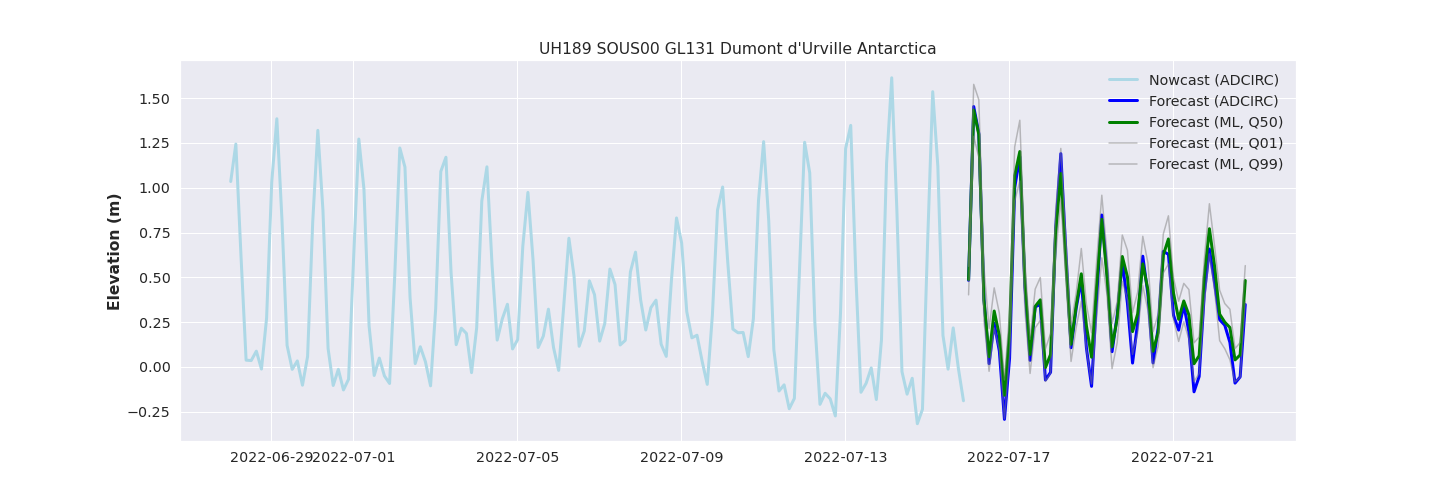 UH189 SOUS00 GL131 Dumont d'Urville Antarctica
Nowcast (ADCIRC)
Forecast (ADCIRC)
Forecast (ML, Q50)
Forecast (ML, Q01)
Forecast (ML, Q99)
Elevation (m)
1.50
1.25
1.00
0.75
0.50
0.25
0.00
−0.25
2022-06-29 2022-07-01 2022-07-05 2022-07-09 2022-07-13 2022-07-17 2022-07-21